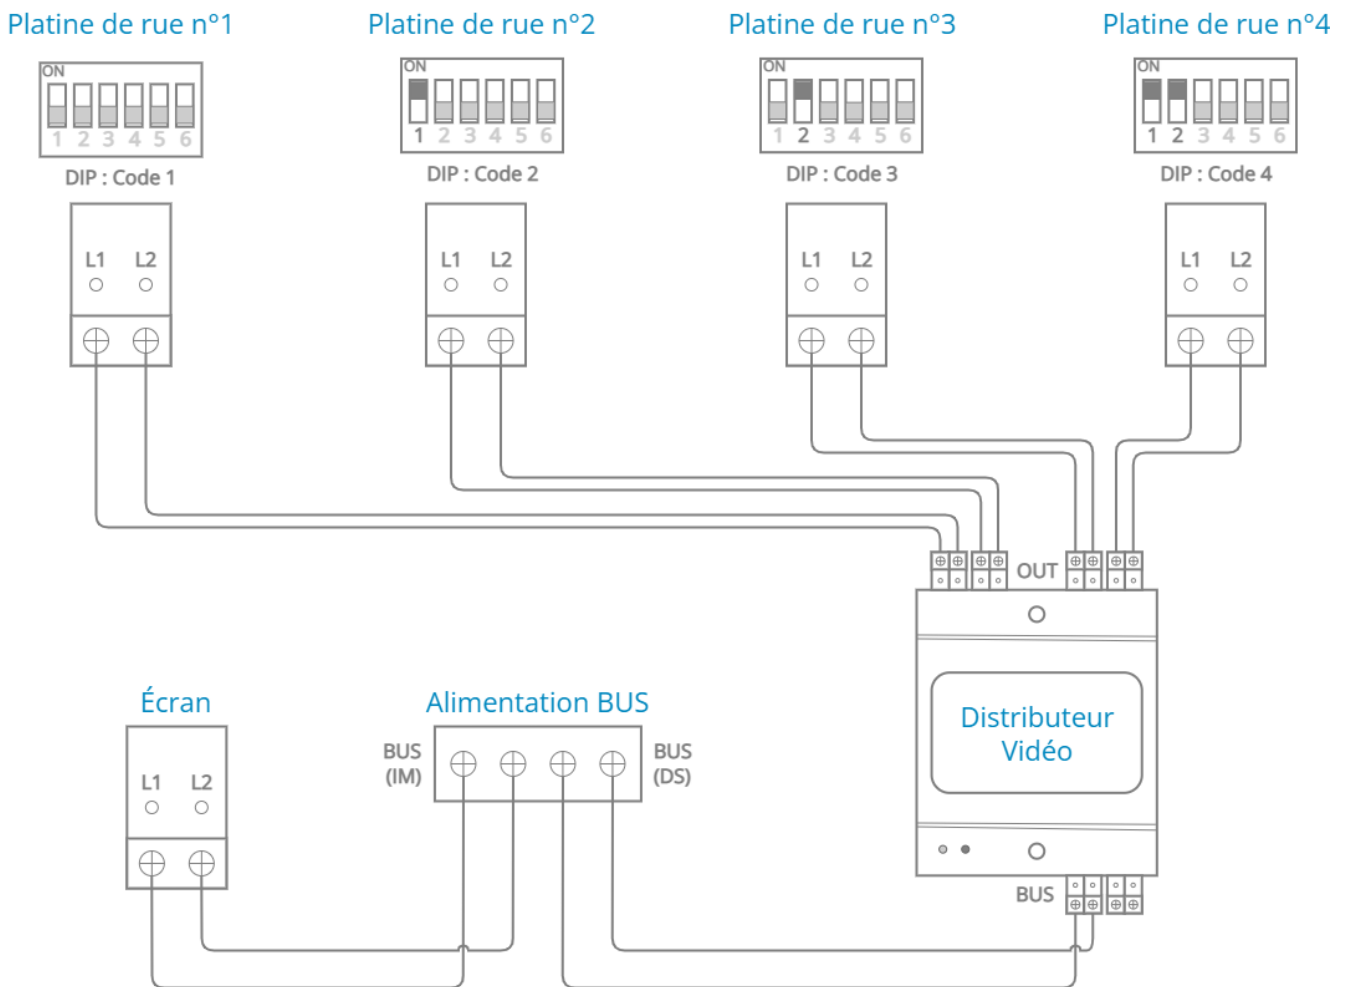 Platine de rue n°1
Platine de rue n°2
Platine de rue n°3
Platine de rue n°4
ON
1 2 3 4 5 6
ON
1 2 3 4 5 6
ON
1 2 3 4 5 6
ON
1 2 3 4 5 6
DIP : Code 1
DIP : Code 2
DIP : Code 3
DIP : Code 4
L1 L2
L1 L2
L1 L2
L1 L2
OUT
Distributeur
Vidéo
BUS
Écran
L1 L2
Alimentation BUS
BUS
(IM)
BUS
(DS)